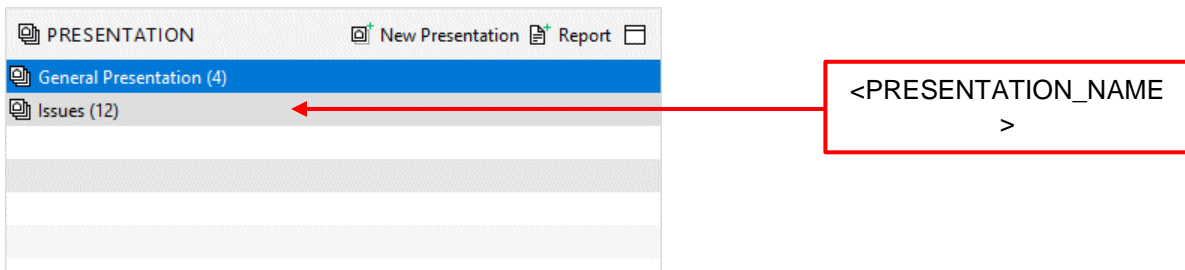 PRESENTATION New Presentation Report
General Presentation (4)
Issues (12)
<PRESENTATION_NAME
>